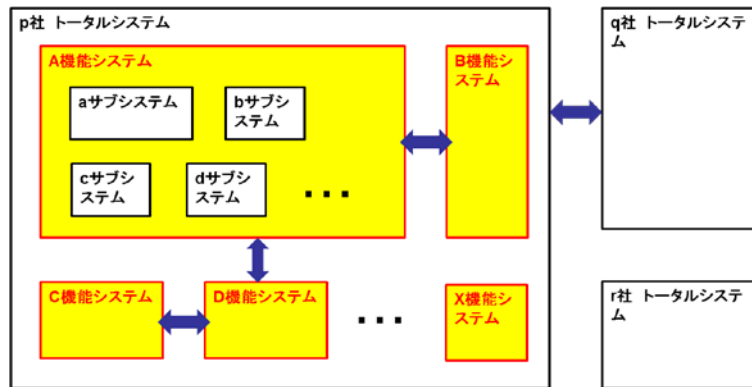 p社 トータルシステム
q社 トータルシステ
ム
A機能システム
B機能シ
ステム
aサブシステム
bサブシ
ステム
cサブシ
ステム
dサブシ
ステム
・・・
C機能システム
D機能システム
・・・
X機能シ
ステム
r社 トータルシステ
ム